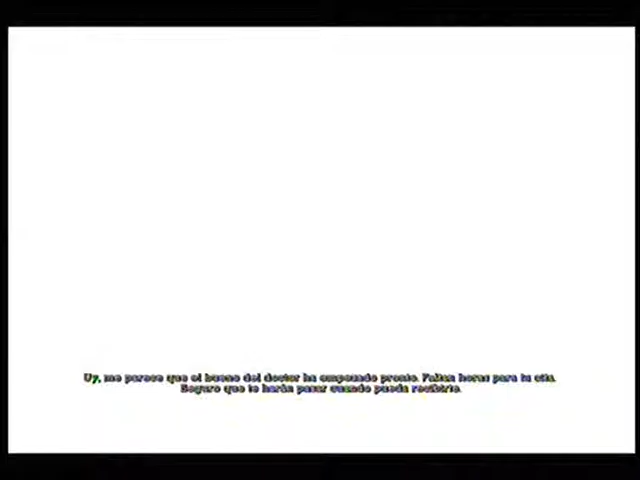 Uy, me parece que el bueno del doctor ha empezado pronto. Faltan horas para tu cita.
Seguro que te harán pasar cuando pueda recibirte.